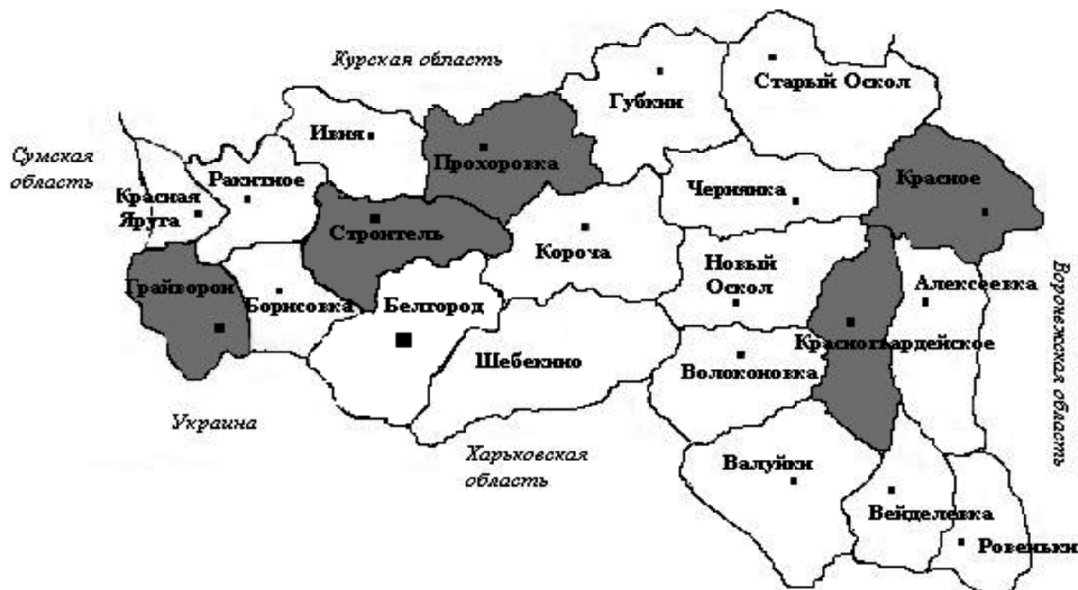 Курская область
Сумская
область
Старый Оскол
Губкин
Ивня
Прохоровка
Ракитное
Красная
Яруга
Чернянка
Красное
Строитель
Короча
Новый
Оскол
Алексеевка
Грайворон
Борисовка
Белгород
Красногвардейское
Шебекино
Волоконовка
Воронежская область
Украина
Харьковская
область
Валуйки
Вейделевка
Ровеньки